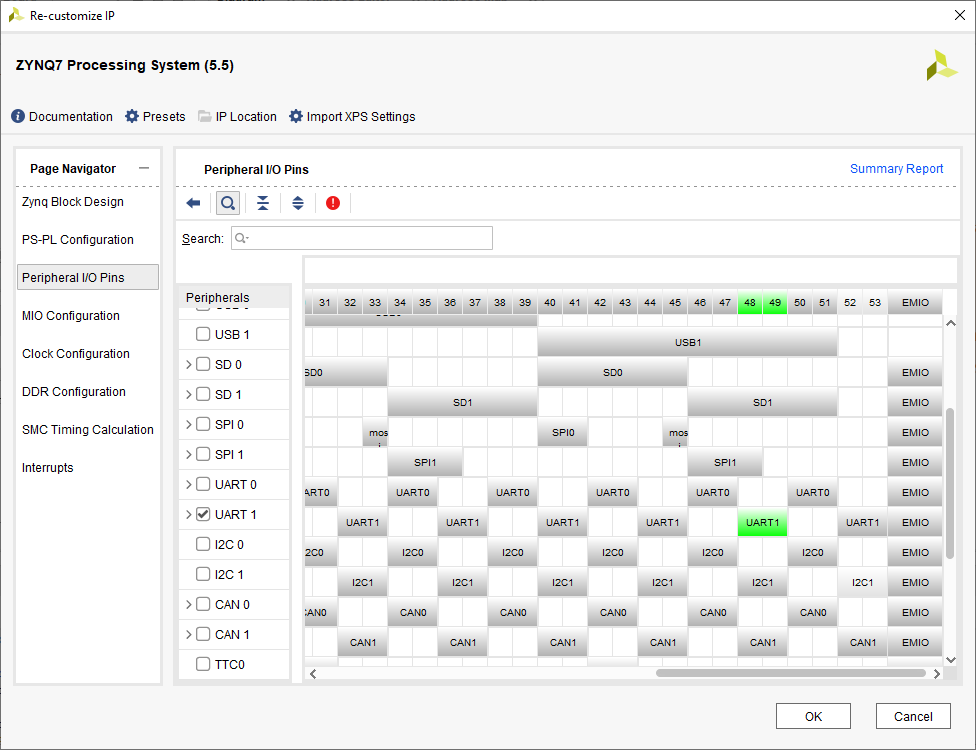 Re-customize IP
ZYNQ7 Processing System (5.5)
Documentation Presets IP Location Import XPS Settings
Page Navigator
Zynq Block Design
PS-PL Configuration
Peripheral I/O Pins
MIO Configuration
Clock Configuration
DDR Configuration
SMC Timing Calculation
Interrupts
Peripheral I/O Pins Summary Report
Search:
Peripherals 31 32 33 34 35 36 37 38 39 40 41 42 43 44 45 46 47 48 49 50 51 52 53 EMIO
USB 1 USB1
SD 0 SD0 SD0 EMIO
SD 1 SD1 SD1 EMIO
SPI 0 mos SPI0 mos EMIO
SPI 1 SPI1 SPI1 EMIO
UART 0 ART0 UART0 UART0 UART0 UART0 UART0 EMIO
UART 1 UART1 UART1 UART1 UART1 UART1 UART1 EMIO
I2C 0 2C0 I2C0 I2C0 I2C0 I2C0 I2C0 EMIO
I2C 1 I2C1 I2C1 I2C1 I2C1 I2C1 I2C1 EMIO
CAN 0 CAN0 CAN0 CAN0 CAN0 CAN0 CAN0 EMIO
CAN 1 CAN1 CAN1 CAN1 CAN1 CAN1 CAN1 EMIO
TTC0
OK Cancel